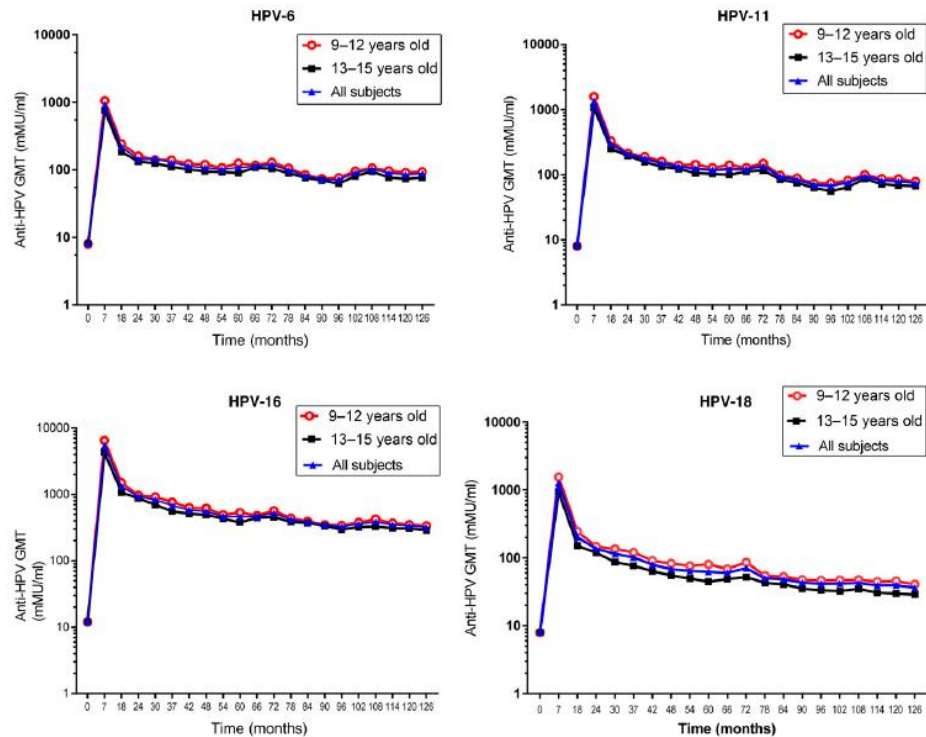 HPV-6
9–12 years old
13–15 years old
All subjects
Anti-HPV GMT (mMU/ml)
10000
1000
100
10
1
0 7 18 24 30 37 42 48 54 60 66 72 78 84 90 96 102 108 114 120 126
Time (months)
HPV-11
9–12 years old
13–15 years old
All subjects
Anti-HPV GMT (mMU/ml)
10000
1000
100
10
1
0 7 18 24 30 36 42 48 54 60 66 72 78 84 90 96 102 108 114 120 126
Time (months)
HPV-16
9–12 years old
13–15 years old
All subjects
Anti-HPV GMT
(mMU/ml)
10000
1000
100
10
1
0 7 18 24 30 37 42 48 54 60 66 72 78 84 90 96 102 108 114 120 126
Time (months)
HPV-18
9–12 years old
13–15 years old
All subjects
Anti-HPV GMT (mMU/ml)
10000
1000
100
10
1
0 7 18 24 30 37 42 48 54 60 66 72 78 84 90 96 102 108 114 120 126
Time (months)